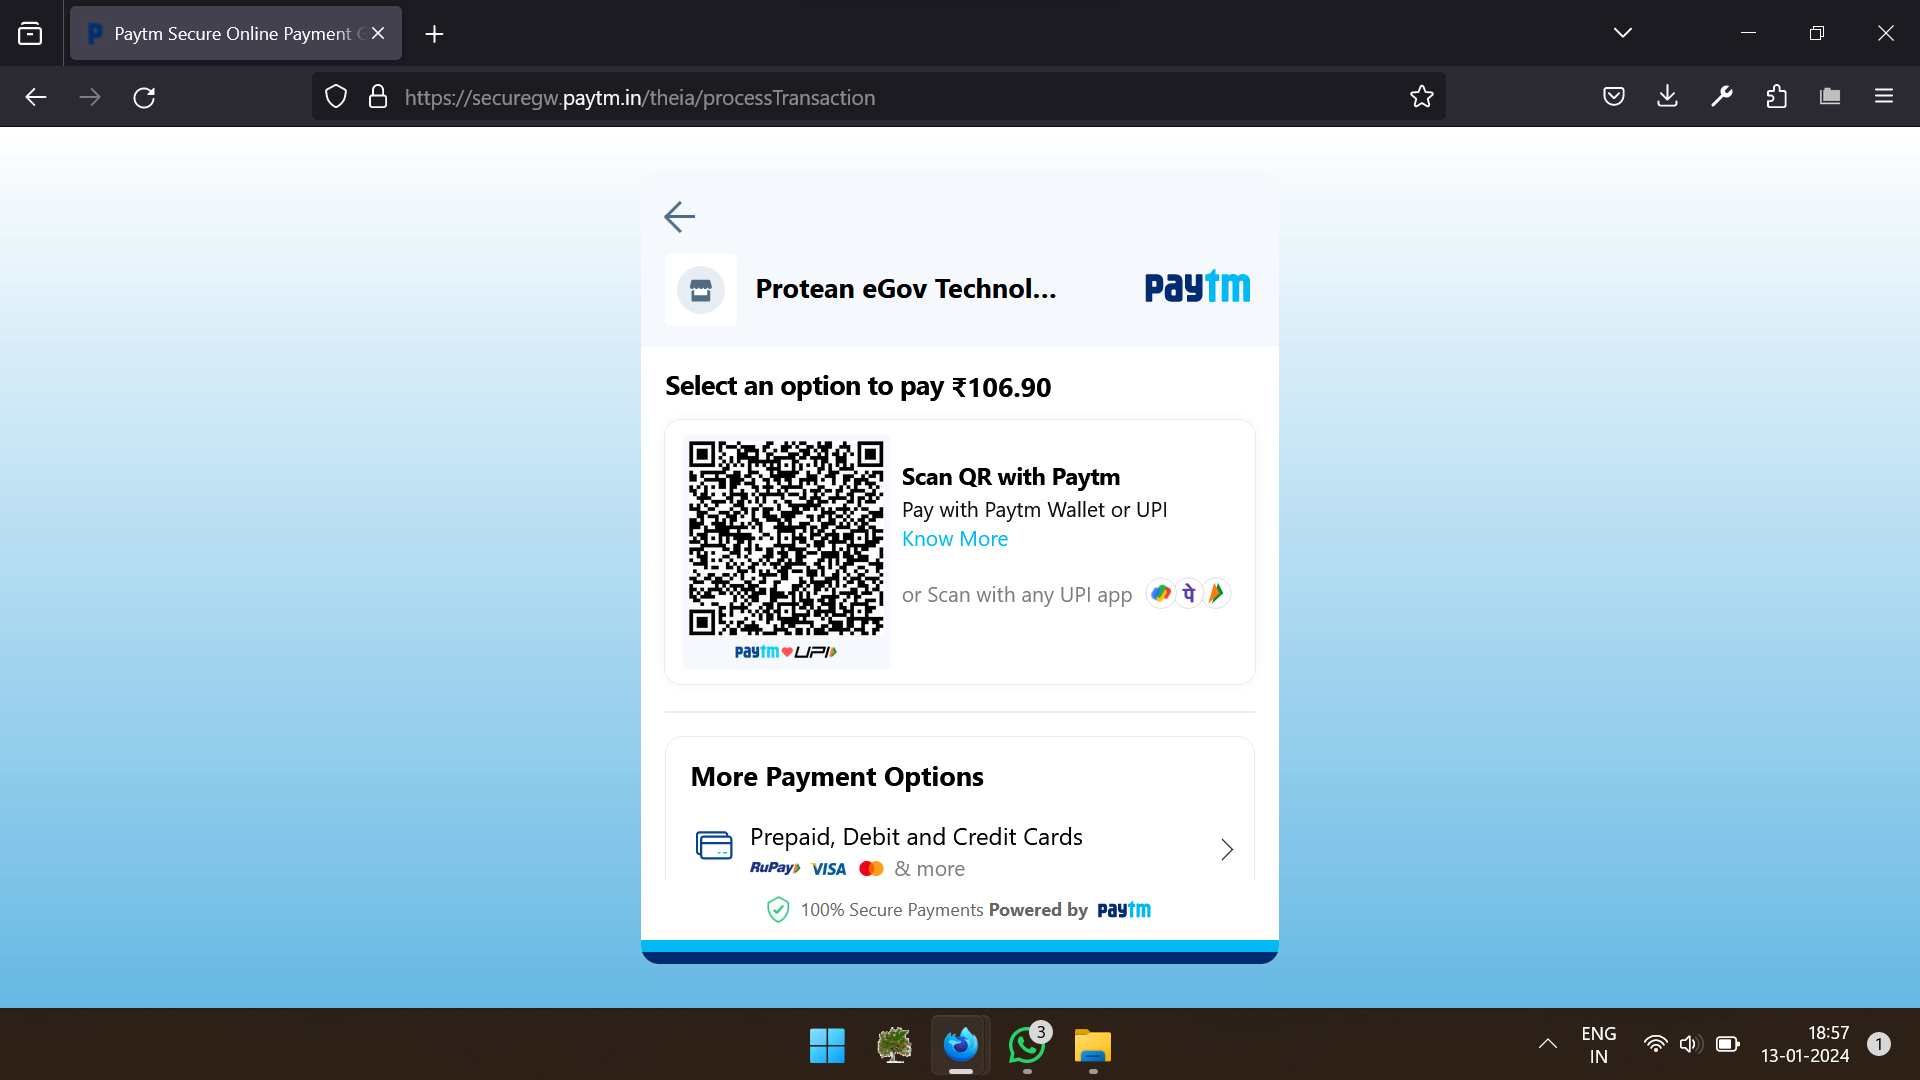 Paytm Secure Online Payment G
https://securegw.paytm.in/theia/processTransaction
Protean eGov Technol...
paytm
Select an option to pay ₹106.90
Scan QR with Paytm
Pay with Paytm Wallet or UPI
Know More
or Scan with any UPI app
पे
paytm UPI
More Payment Options
Prepaid, Debit and Credit Cards
RuPay VISA & more
100% Secure Payments Powered by paytm
3
ENG
IN
18:57
13-01-2024
1